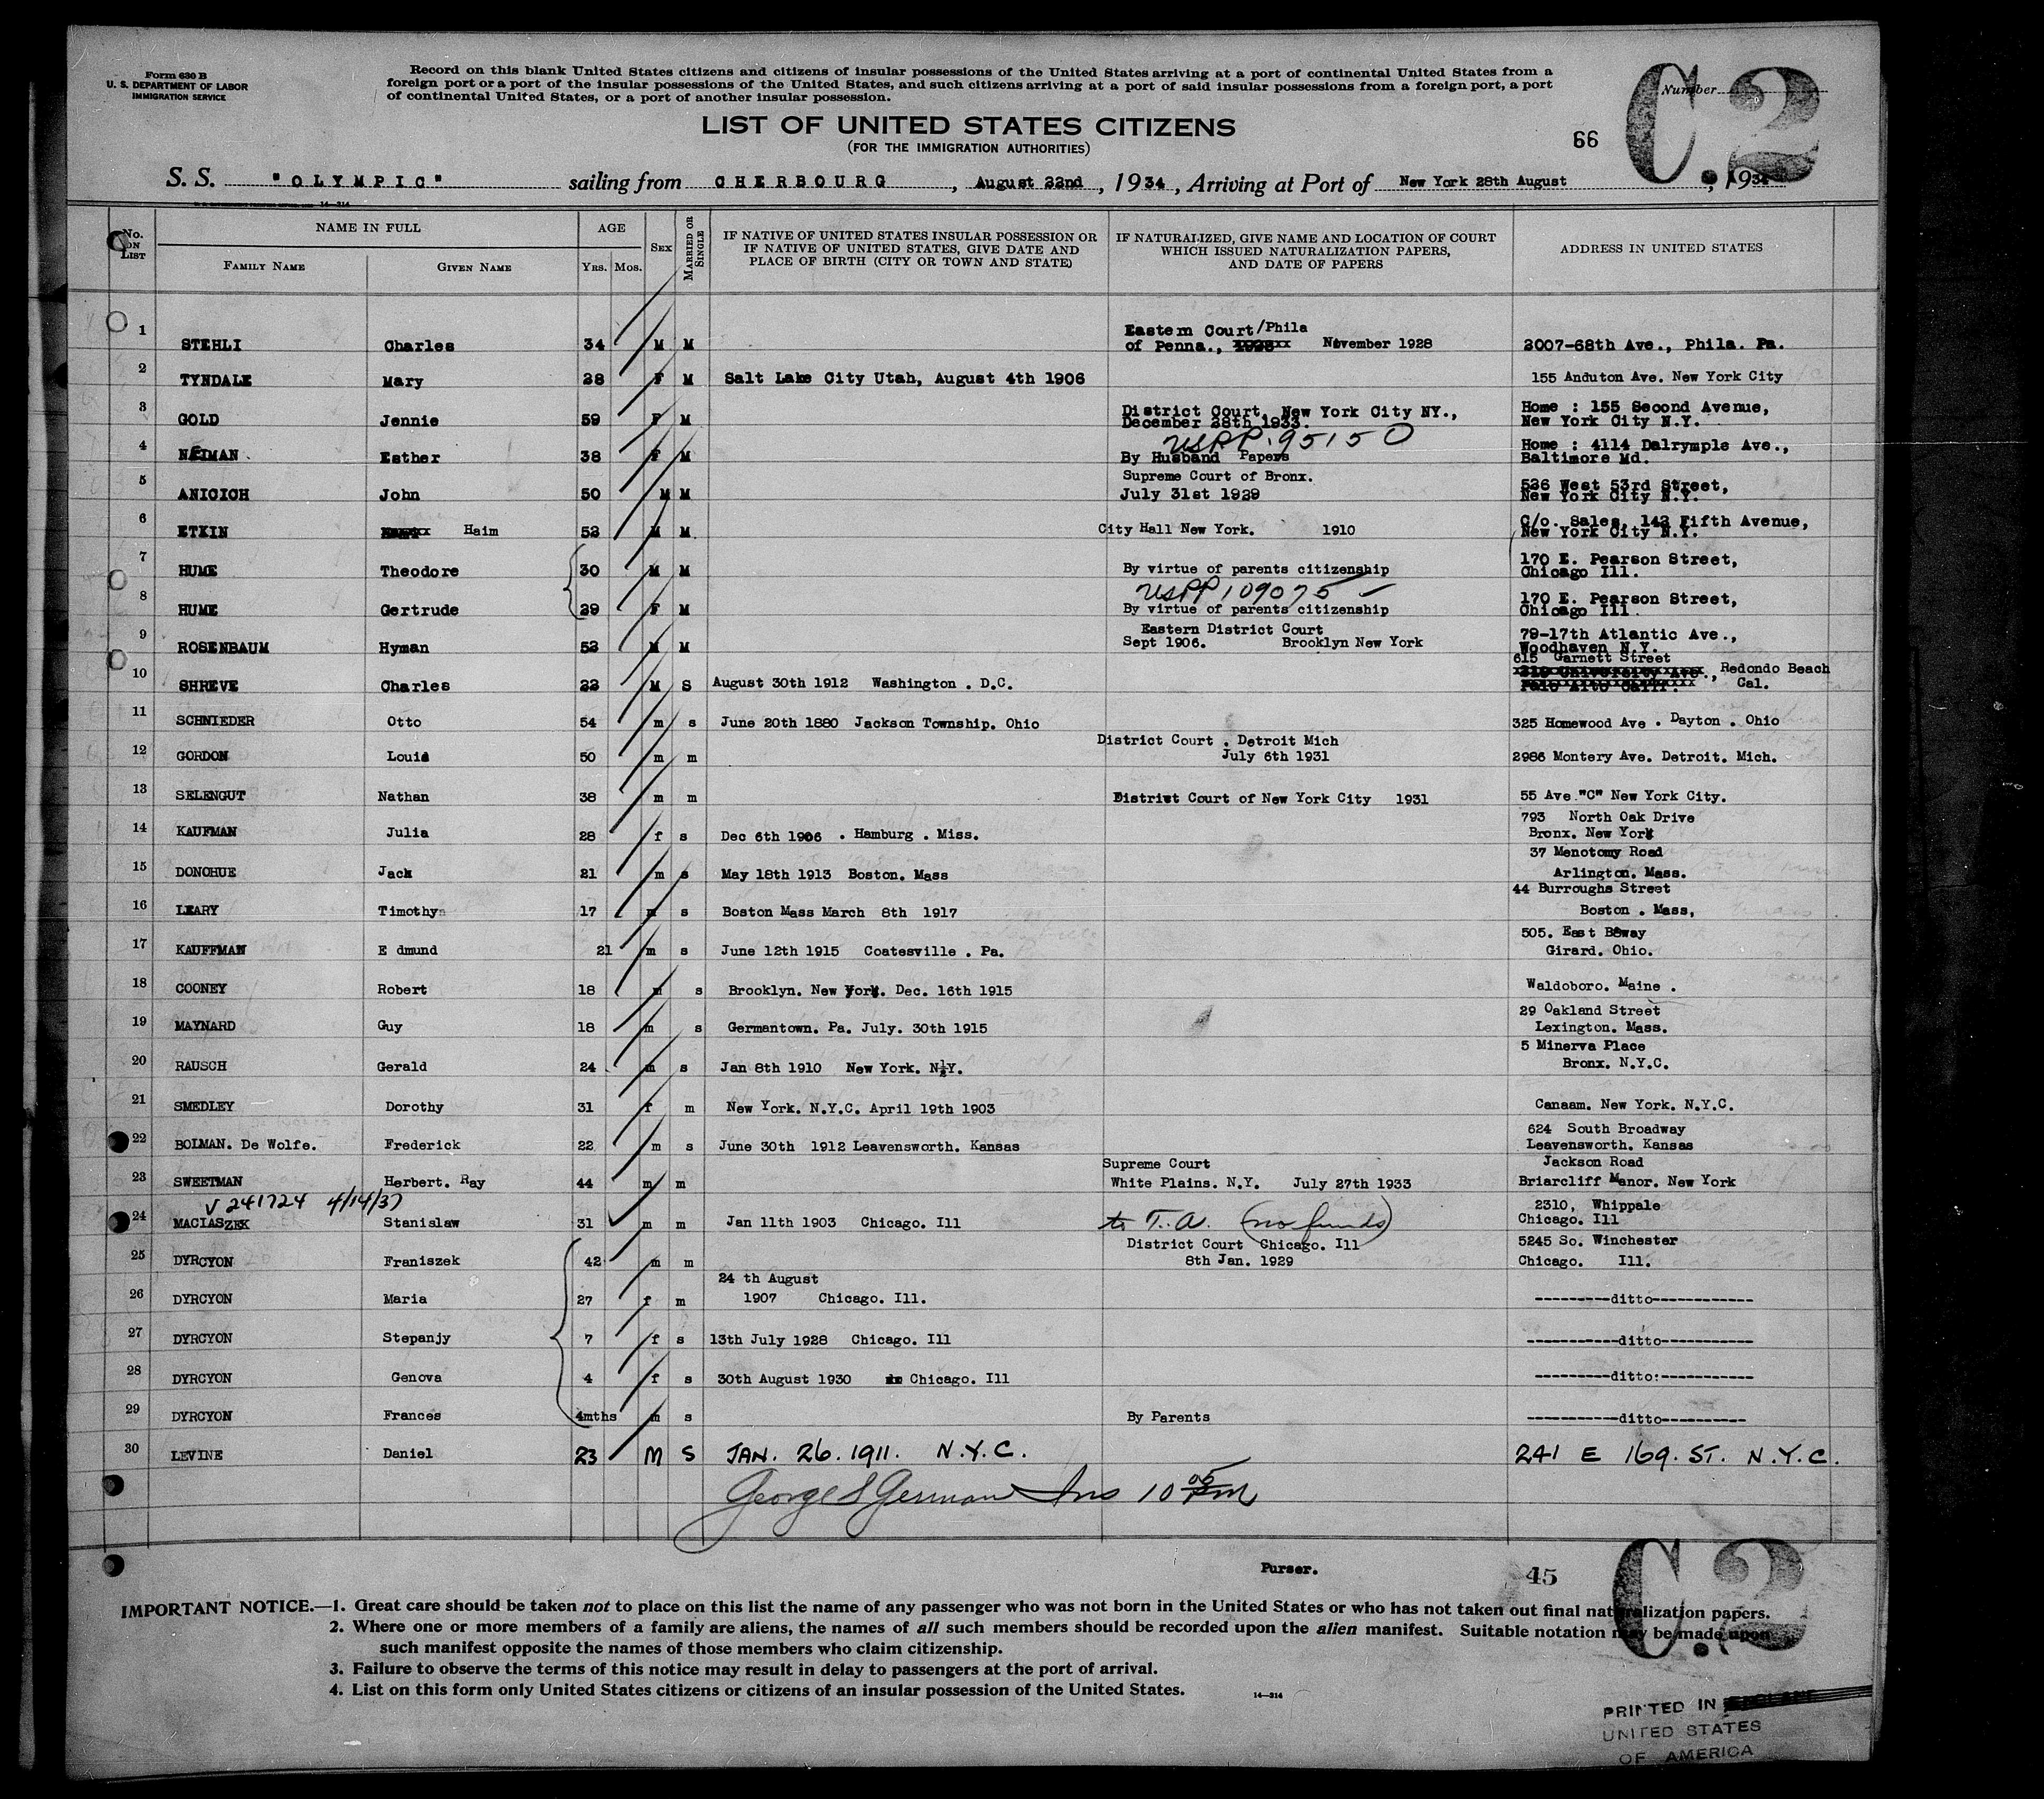 Form 630 B
U. S. DEPARTMENT OF LABOR
IMMIGRATION SERVICE
Record on this blank United States citizens and citizens of insular possessions of the United States arriving at a port of continental United States from a
foreign port or a port of the insular possessions of the United States, and such citizens arriving at a port of said insular possessions from a foreign port, a port
of continental United States, or a port of another insular possession.
Number
C.2
LIST OF UNITED STATES CITIZENS
(FOR THE IMMIGRATION AUTHORITIES)
66
S. S. "OLYMPIC" sailing from CHERBOURG, August 22nd, 1934, Arriving at Port of New York 28th August, 1934
14—214
No. ON LIST
NAME IN FULL
FAMILY NAME
GIVEN NAME
AGE
YRS. MOS.
SEX
MARRIED OR SINGLE
IF NATIVE OF UNITED STATES INSULAR POSSESSION OR
IF NATIVE OF UNITED STATES, GIVE DATE AND
PLACE OF BIRTH (CITY OR TOWN AND STATE)
IF NATURALIZED, GIVE NAME AND LOCATION OF COURT
WHICH ISSUED NATURALIZATION PAPERS,
AND DATE OF PAPERS
ADDRESS IN UNITED STATES
1 STEHLI Charles 34 M M Eastern Court/Phila
of Penna., November 1928 2007-68th Ave., Phila. Pa.
2 TYNDALE Mary 28 F M Salt Lake City Utah, August 4th 1906 155 Anduton Ave. New York City
3 GOLD Jennie 59 F M District Court, New York City NY.,
December 28th 1933. Home : 155 Second Avenue,
New York City N.Y.
USPP. 95150
4 NEIMAN Esther 38 F M By Husband Papers Home : 4114 Dalrymple Ave.,
Baltimore Md.
5 ANICICH John 50 M M Supreme Court of Bronx.
July 31st 1929 536 West 53rd Street,
New York City N.Y.
6 ETKIN Haim 52 M M City Hall New York. 1910 C/o. Sales, 142 Fifth Avenue,
New York City N.Y.
7 HUME Theodore 30 M M By virtue of parents citizenship 170 E. Pearson Street,
Chicago Ill.
USPP 109075
8 HUME Gertrude 29 F M By virtue of parents citizenship 170 E. Pearson Street,
Chicago Ill.
9 ROSENBAUM Hyman 52 M M Eastern District Court
Sept 1906. Brooklyn New York 79-17th Atlantic Ave.,
Woodhaven N.Y.
10 SHREVE Charles 22 M S August 30th 1912 Washington . D.C. 615 Garnett Street
Redondo Beach
Cal.
11 SCHNIEDER Otto 54 m s June 20th 1880 Jackson Township. Ohio 325 Homewood Ave . Dayton . Ohio
12 GORDON Louis 50 m m District Court . Detroit Mich
July 6th 1931 2986 Montery Ave. Detroit. Mich.
13 SELENGUT Nathan 38 m m District Court of New York City 1931 55 Ave."C" New York City.
14 KAUFMAN Julia 28 f s Dec 6th 1906 . Hamburg . Miss. 793 North Oak Drive
Bronx. New York
15 DONOHUE Jack 21 m s May 18th 1913 Boston. Mass 37 Menotomy Road
Arlington. Mass.
16 LEARY Timothy 17 m s Boston Mass March 8th 1917 44 Burroughs Street
Boston . Mass,
17 KAUFFMAN E dmund 21 m s June 12th 1915 Coatesville . Pa. 505. East Bway
Girard. Ohio.
18 COONEY Robert 18 m s Brooklyn. New York. Dec. 16th 1915 Waldoboro. Maine .
19 MAYNARD Guy 18 m s Germantown. Pa. July. 30th 1915 29 Oakland Street
Lexington. Mass.
20 RAUSCH Gerald 24 m s Jan 8th 1910 New York. N.Y. 5 Minerva Place
Bronx. N.Y.C.
21 SMEDLEY Dorothy 31 f m New York. N.Y.C. April 19th 1903 Canaam. New York. N.Y.C.
22 BOLMAN. De Wolfe. Frederick 22 m s June 30th 1912 Leavensworth. Kansas 624 South Broadway
Leavensworth. Kansas
23 SWEETMAN Herbert. Ray 44 m m Supreme Court
White Plains. N.Y. July 27th 1933 Jackson Road
Briarcliff Manor. New York
V 241724 4/14/37
24 MACIASZEK Stanislaw 31 m m Jan 11th 1903 Chicago. Ill to T.A. (no funds) 2310, Whippale
Chicago. Ill
25 DYRCYON Franiszek 42 m m District Court Chicago. Ill
8th Jan. 1929 5245 So. Winchester
Chicago. Ill.
26 DYRCYON Maria 27 f m 24 th August
1907 Chicago. Ill. ---------ditto------------
27 DYRCYON Stepanjy 7 f s 13th July 1928 Chicago. Ill ----------ditto-----------
28 DYRCYON Genova 4 f s 30th August 1930 Chicago. Ill ---------ditto:-----------
29 DYRCYON Frances 4mths m s By Parents ----------ditto----------
30 LEVINE Daniel 23 M S JAN. 26. 1911. N.Y.C. 241 E 169. ST. N.Y.C.
George S German Ins 10 05 PM
Purser.
45
C.2
IMPORTANT NOTICE.—1. Great care should be taken not to place on this list the name of any passenger who was not born in the United States or who has not taken out final naturalization papers.
2. Where one or more members of a family are aliens, the names of all such members should be recorded upon the alien manifest. Suitable notation may be made upon
such manifest opposite the names of those members who claim citizenship.
3. Failure to observe the terms of this notice may result in delay to passengers at the port of arrival.
4. List on this form only United States citizens or citizens of an insular possession of the United States.
14—214
PRINTED IN
UNITED STATES
OF AMERICA